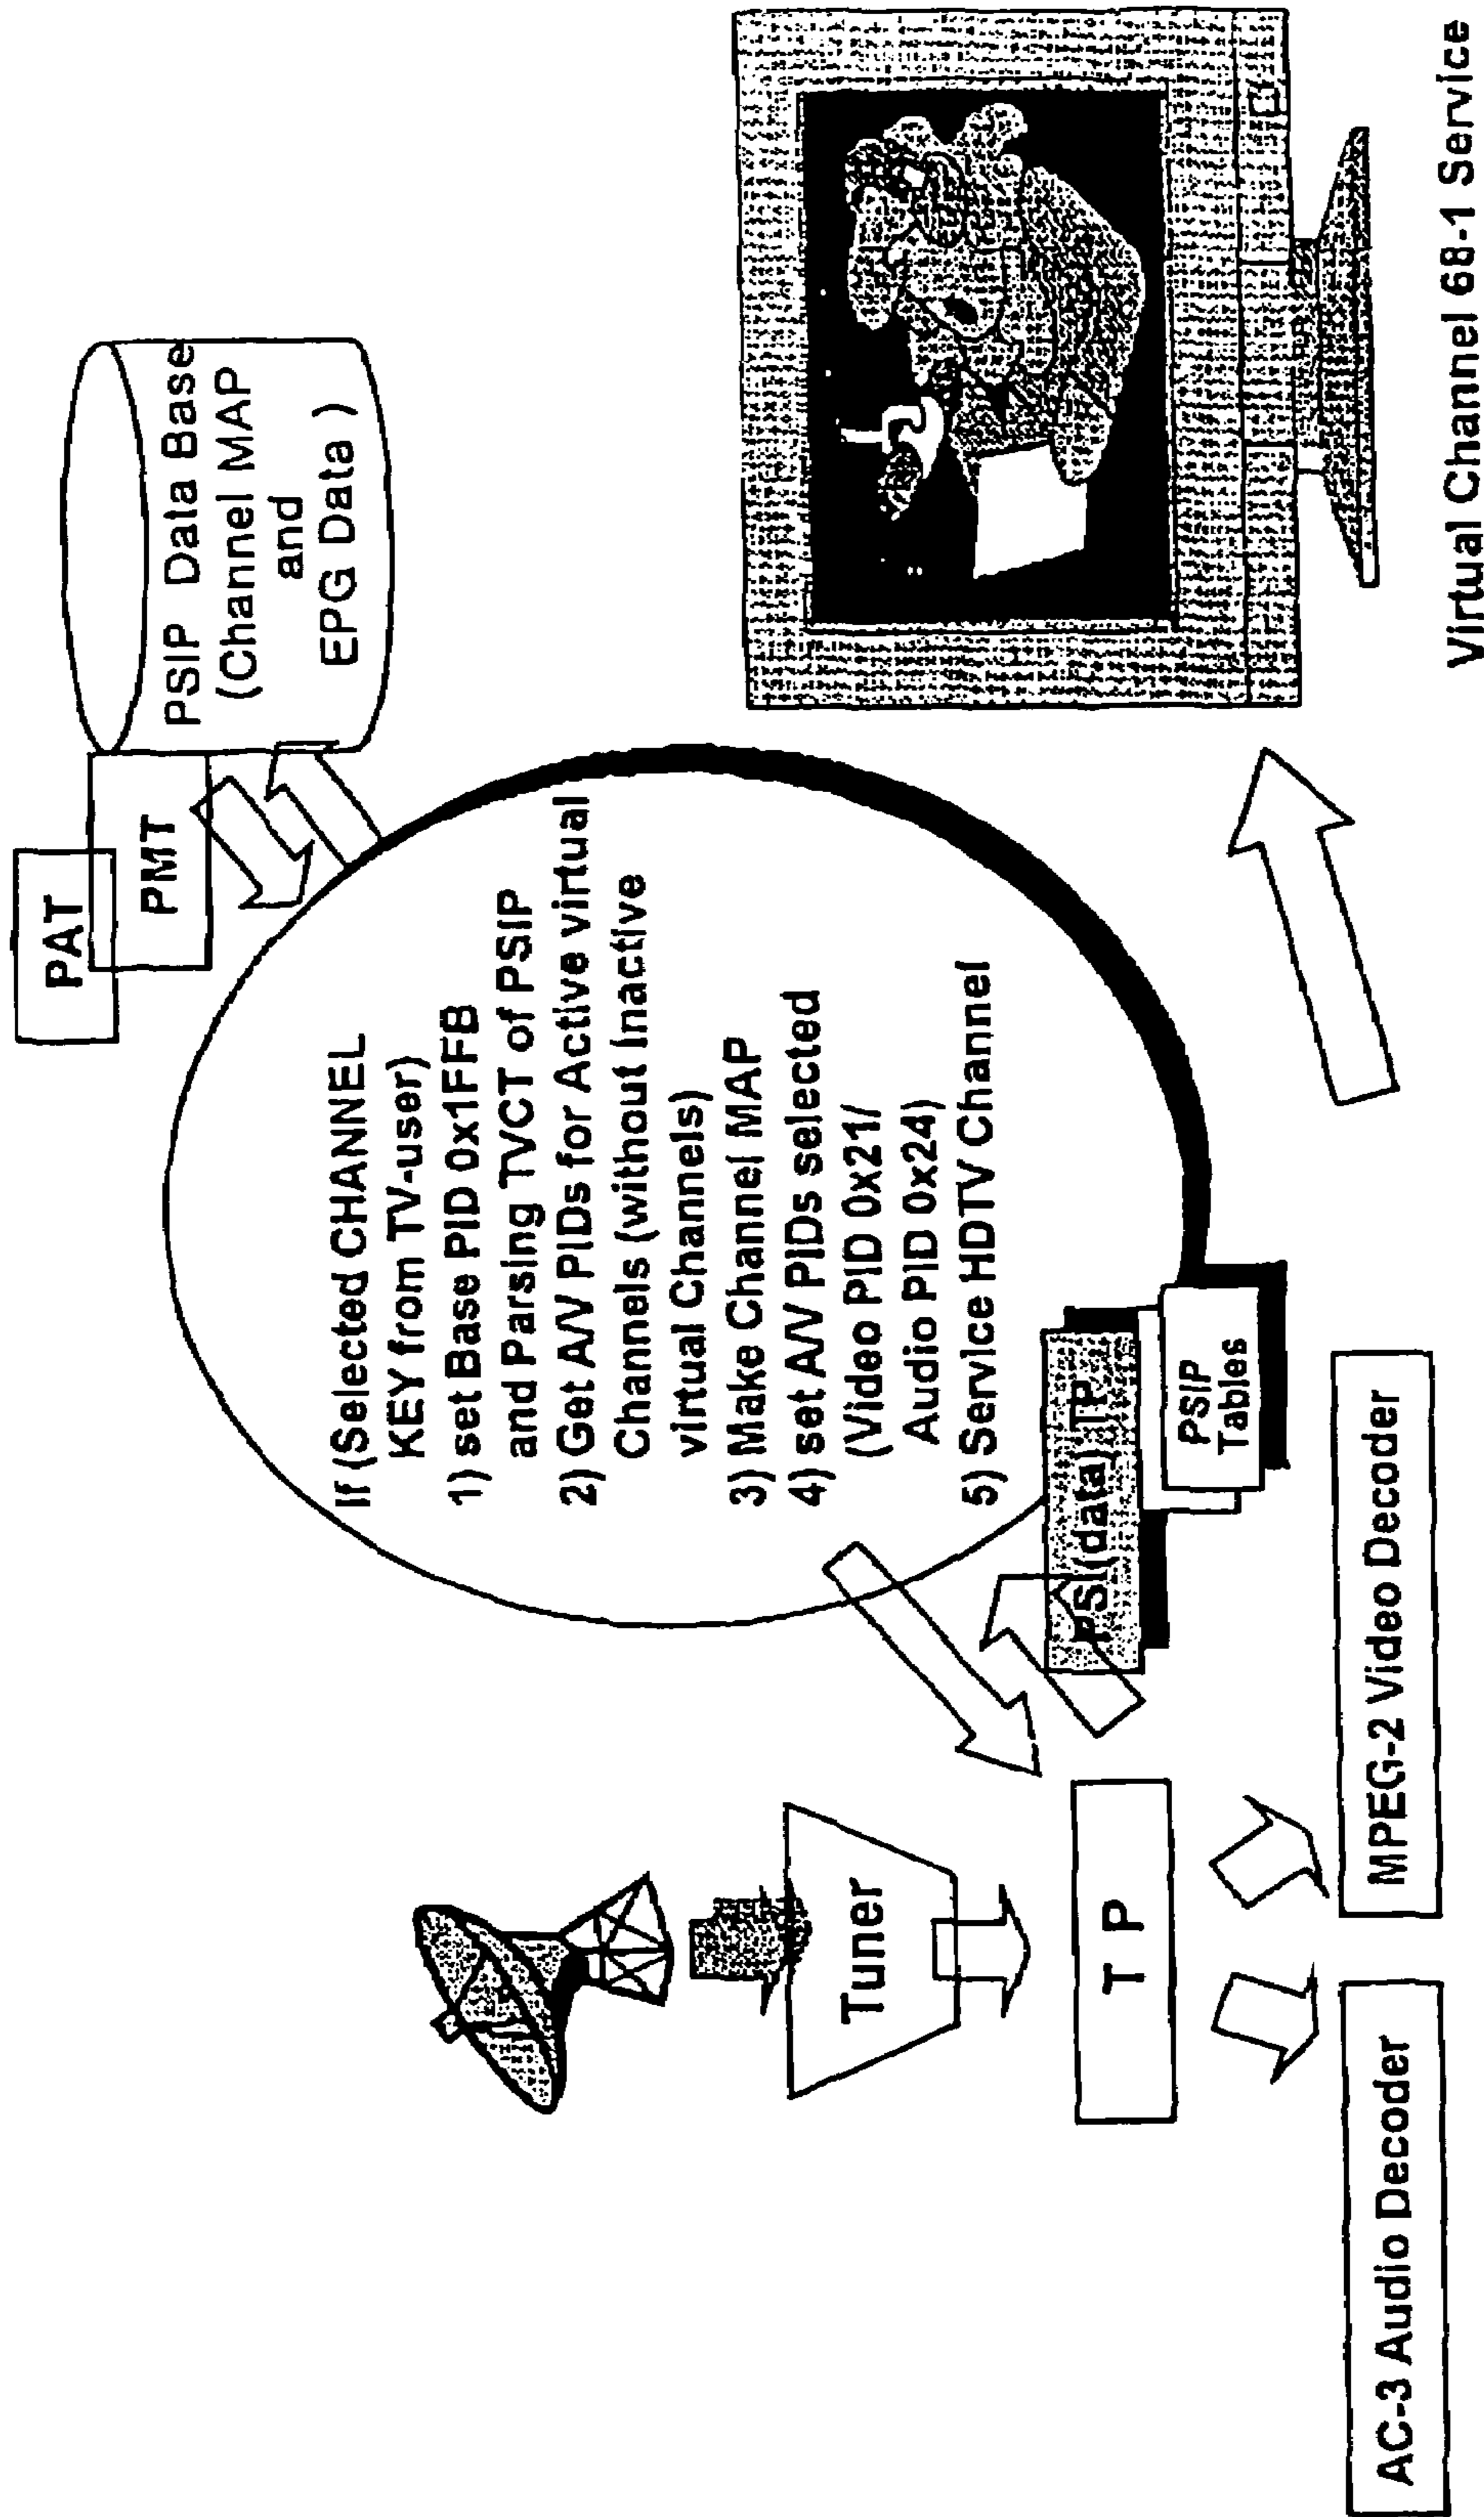 PAT
PMT
PSIP Data Base
(Channel MAP
and
EPG Data )
If (Selected CHANNEL
KEY from TV-user)
1) set Base PID 0x1FFB
and Parsing TVCT of PSIP
2) Get A/V PIDs for Active virtual
Channels (without Inactive
virtual Channels)
3) Make Channel MAP
4) set A/V PIDs selected
(Video PID 0x21/
Audio PID 0x24)
5) Service HDTV Channel
Tuner
T P
PSI(data)TP
PSIP
Tables
AC-3 Audio Decoder
MPEG-2 Video Decoder
Virtual Channel 68-1 Service